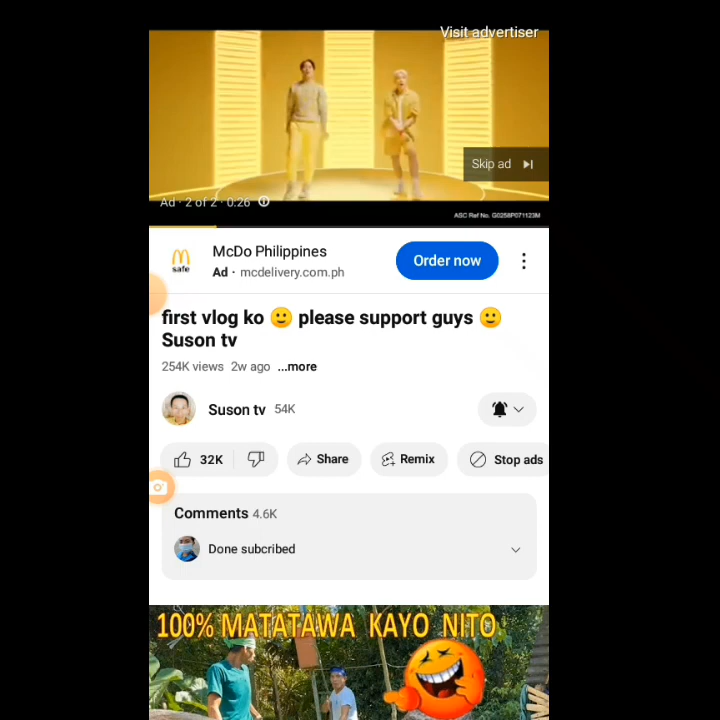 Visit advertiser
Skip ad
Ad · 2 of 2 · 0:26
ASC Ref No. G0258P071123M
McDo Philippines
safe
Ad · mcdelivery.com.ph
Order now
first vlog ko 🙂 please support guys 🙂
Suson tv
254K views 2w ago ...more
Suson tv 54K
32K
Share
Remix
Stop ads
Comments 4.6K
Done subcribed
100% MATATAWA KAYO NITO